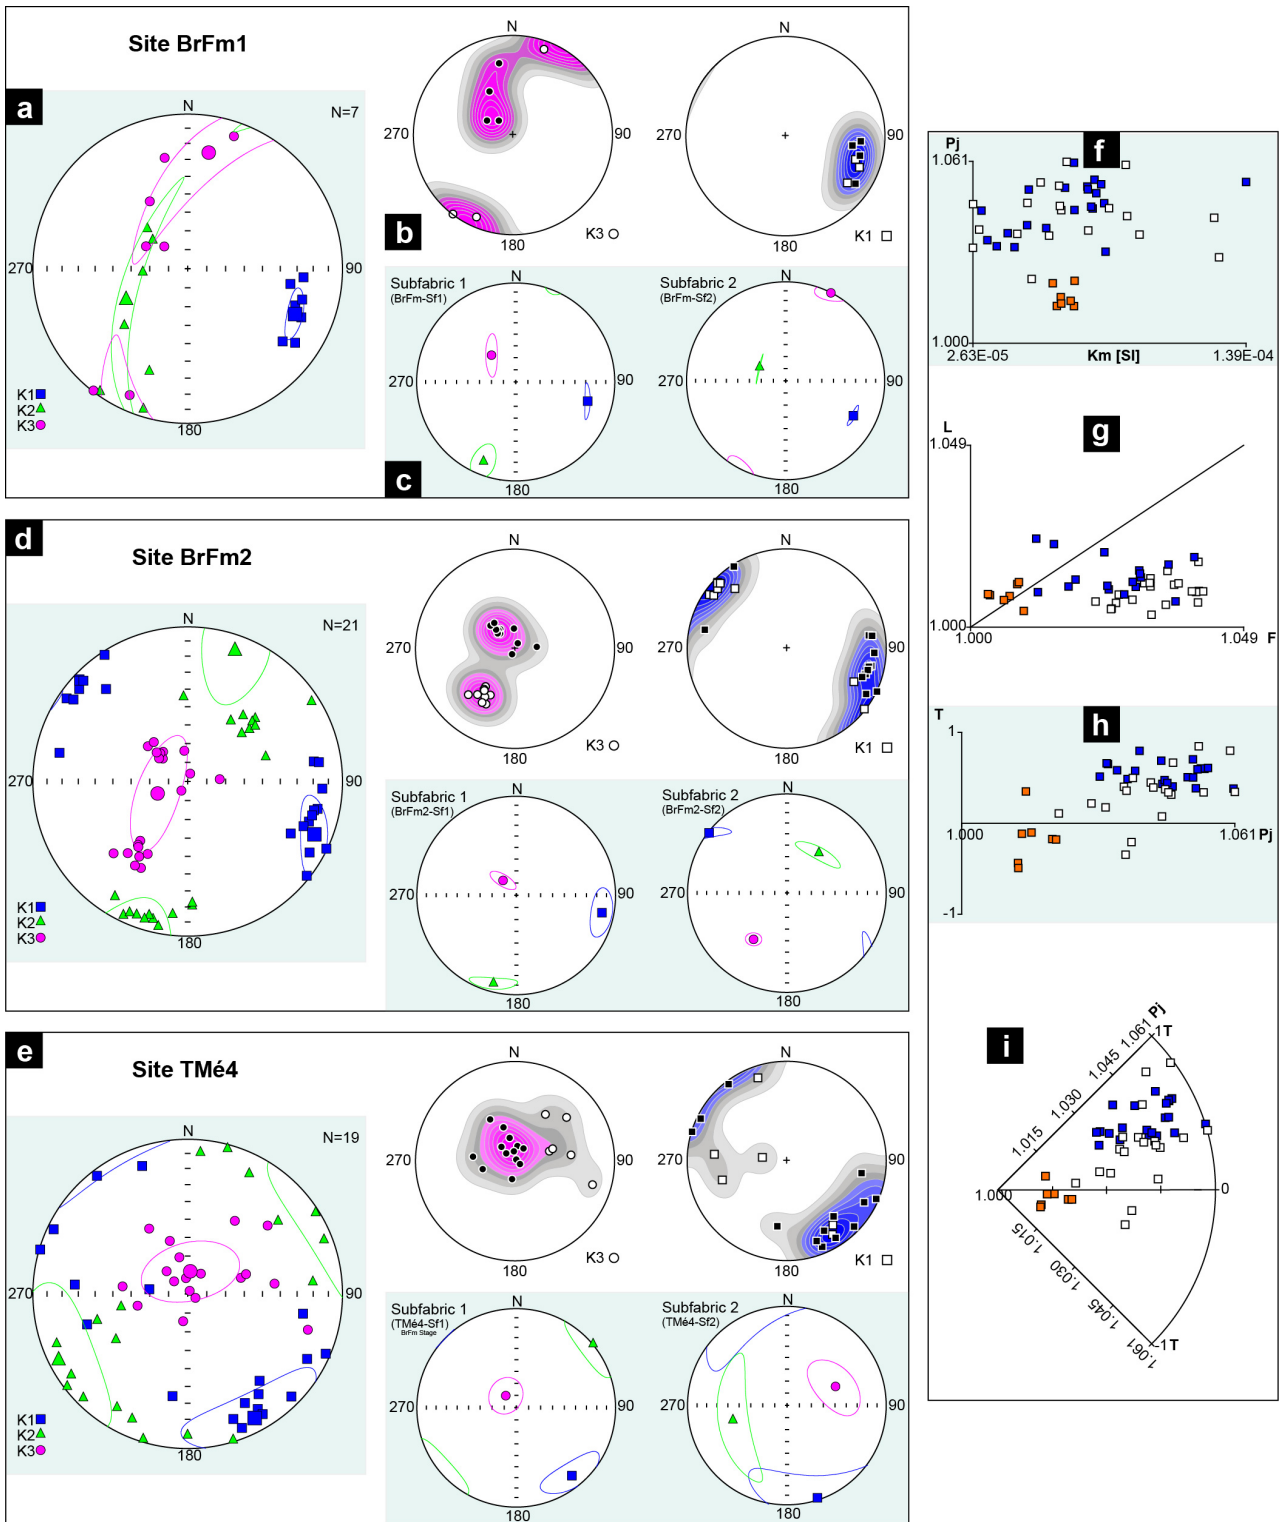 Site BrFm1
a
N
N=7
270
90
180
K1
K2
K3
N
270
90
180
b
K3
N
90
180
K1
Subfabric 1
(BrFm-Sf1)
N
270
90
180
c
Subfabric 2
(BrFm-Sf2)
N
270
90
180
d
Site BrFm2
N
N=21
270
90
180
K1
K2
K3
N
270
90
180
K3
N
270
90
180
K1
Subfabric 1
(BrFm2-Sf1)
N
270
90
180
Subfabric 2
(BrFm2-Sf2)
N
270
90
180
e
Site TMé4
N
N=19
270
90
180
K1
K2
K3
N
270
90
180
K3
N
270
90
180
K1
Subfabric 1
(TMé4-Sf1)
BrFm Stage
N
270
90
180
Subfabric 2
(TMé4-Sf2)
N
270
90
180
f
Pj
1.061
1.000
2.63E-05
Km [SI]
1.39E-04
g
L
1.049
1.000
1.000
1.049
F
h
T
1
1.000
1.061
Pj
-1
i
1.000
1.015
1.030
1.045
1.061
Pj
1T
0
1.015
1.030
1.045
1.061
-1T